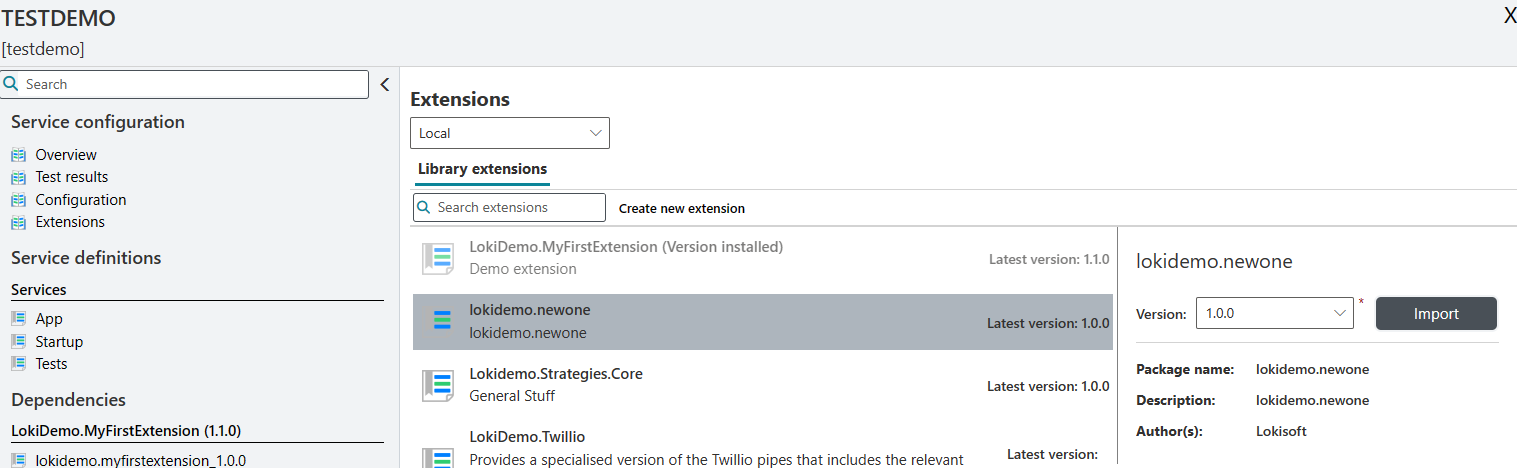 TESTDEMO
X
[testdemo]
Search
Service configuration
Overview
Test results
Configuration
Extensions
Service definitions
Services
App
Startup
Tests
Dependencies
LokiDemo.MyFirstExtension (1.1.0)
lokidemo.myfirstextension_1.0.0
Extensions
Local
Library extensions
Search extensions
Create new extension
LokiDemo.MyFirstExtension (Version installed)
Demo extension
Latest version: 1.1.0
lokidemo.newone
lokidemo.newone
Latest version: 1.0.0
Lokidemo.Strategies.Core
General Stuff
Latest version: 1.0.0
LokiDemo.Twillio
Provides a specialised version of the Twillio pipes that includes the relevant
Latest version:
lokidemo.newone
Version: 1.0.0 * Import
Package name: lokidemo.newone
Description: lokidemo.newone
Author(s): Lokisoft